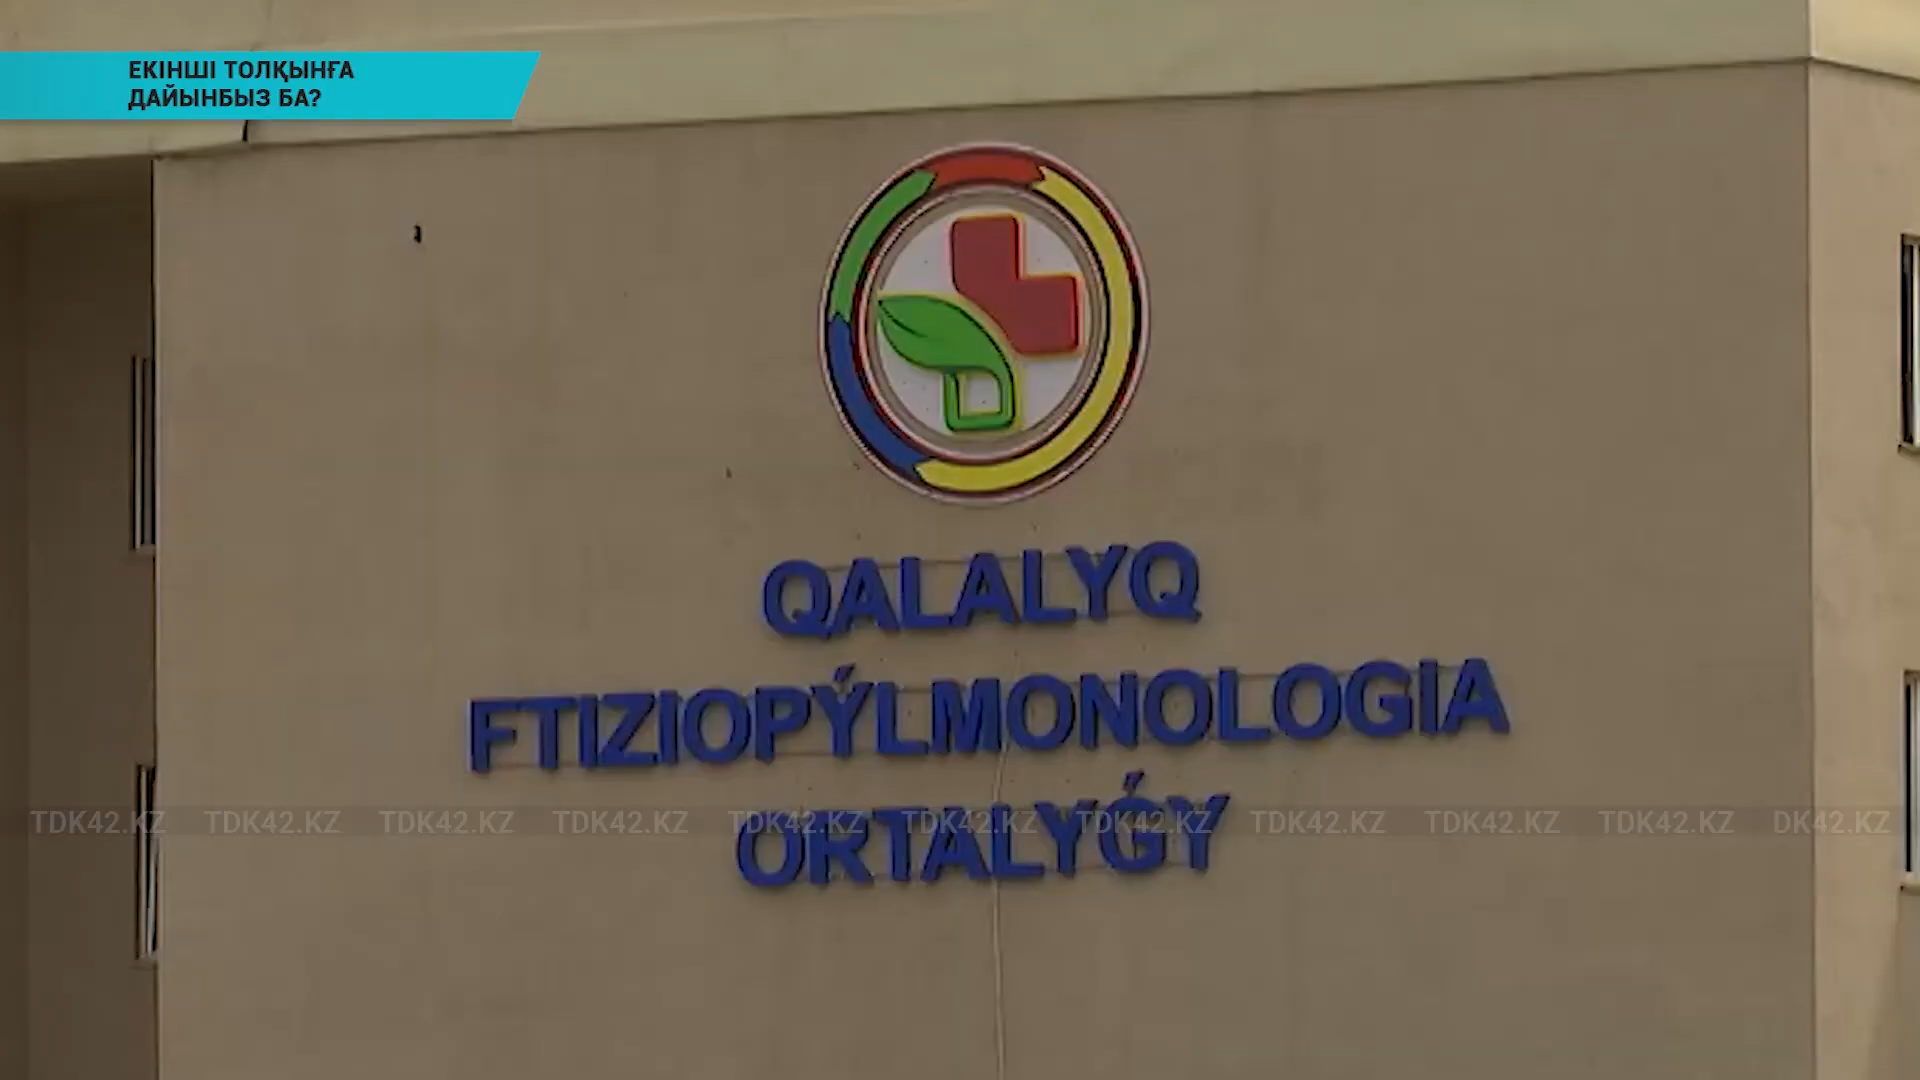 ЕКІНШІ ТОЛҚЫНҒА
ДАЙЫНБЫЗ БА?
QALALYQ
FTIZIOPÝLMONOLOGIA
ORTALYǴY
TDK42.KZ TDK42.KZ TDK42.KZ TDK42.KZ TDK42.KZ TDK42.KZ TDK42.KZ TDK42.KZ TDK42.KZ TDK42.KZ DK42.KZ